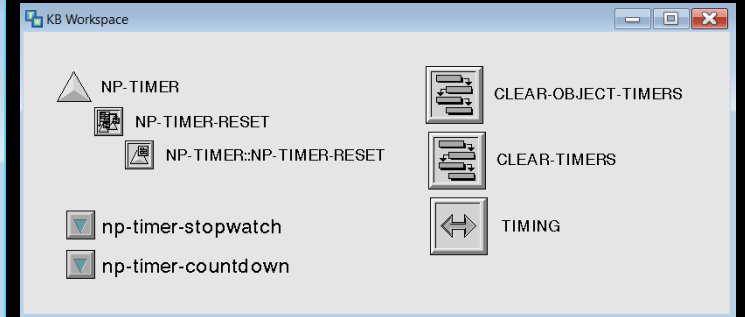 KB Workspace
NP-TIMER
NP-TIMER-RESET
NP-TIMER::NP-TIMER-RESET
np-timer-stopwatch
np-timer-countdown
CLEAR-OBJECT-TIMERS
CLEAR-TIMERS
TIMING